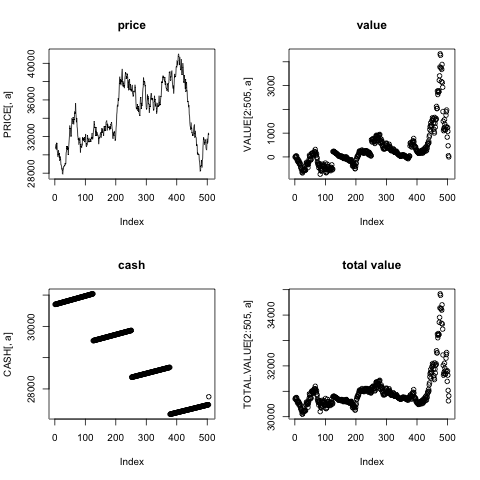 price
PRICE[, a]
28000 32000 36000 40000
0 100 200 300 400 500
Index
value
VALUE[2:505, a]
0 1000 3000
0 100 200 300 400 500
Index
cash
CASH[, a]
28000 30000
0 100 200 300 400 500
Index
total value
TOTAL.VALUE[2:505, a]
30000 32000 34000
0 100 200 300 400 500
Index